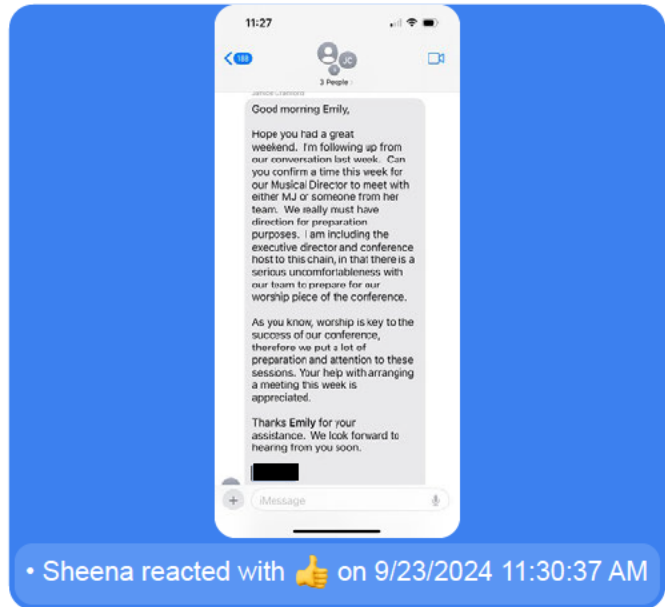 11:27
188
JC
3 People
Good morning Emily,
Hope you had a great
weekend. I'm following up from
our conversation last week. Can
you confirm a time this week for
our Musical Director to meet with
either MJ or someone from her
team. We really must have
direction for preparation
purposes. I am including the
executive director and conference
host to this chain, in that there is a
serious uncomfortableness with
our team to prepare for our
worship piece of the conference.
As you know, worship is key to the
success of our conference,
therefore we put a lot of
preparation and attention to these
sessions. Your help with arranging
a meeting this week is
appreciated.
Thanks Emily for your
assistance. We look forward to
hearing from you soon.
iMessage
• Sheena reacted with 👍 on 9/23/2024 11:30:37 AM